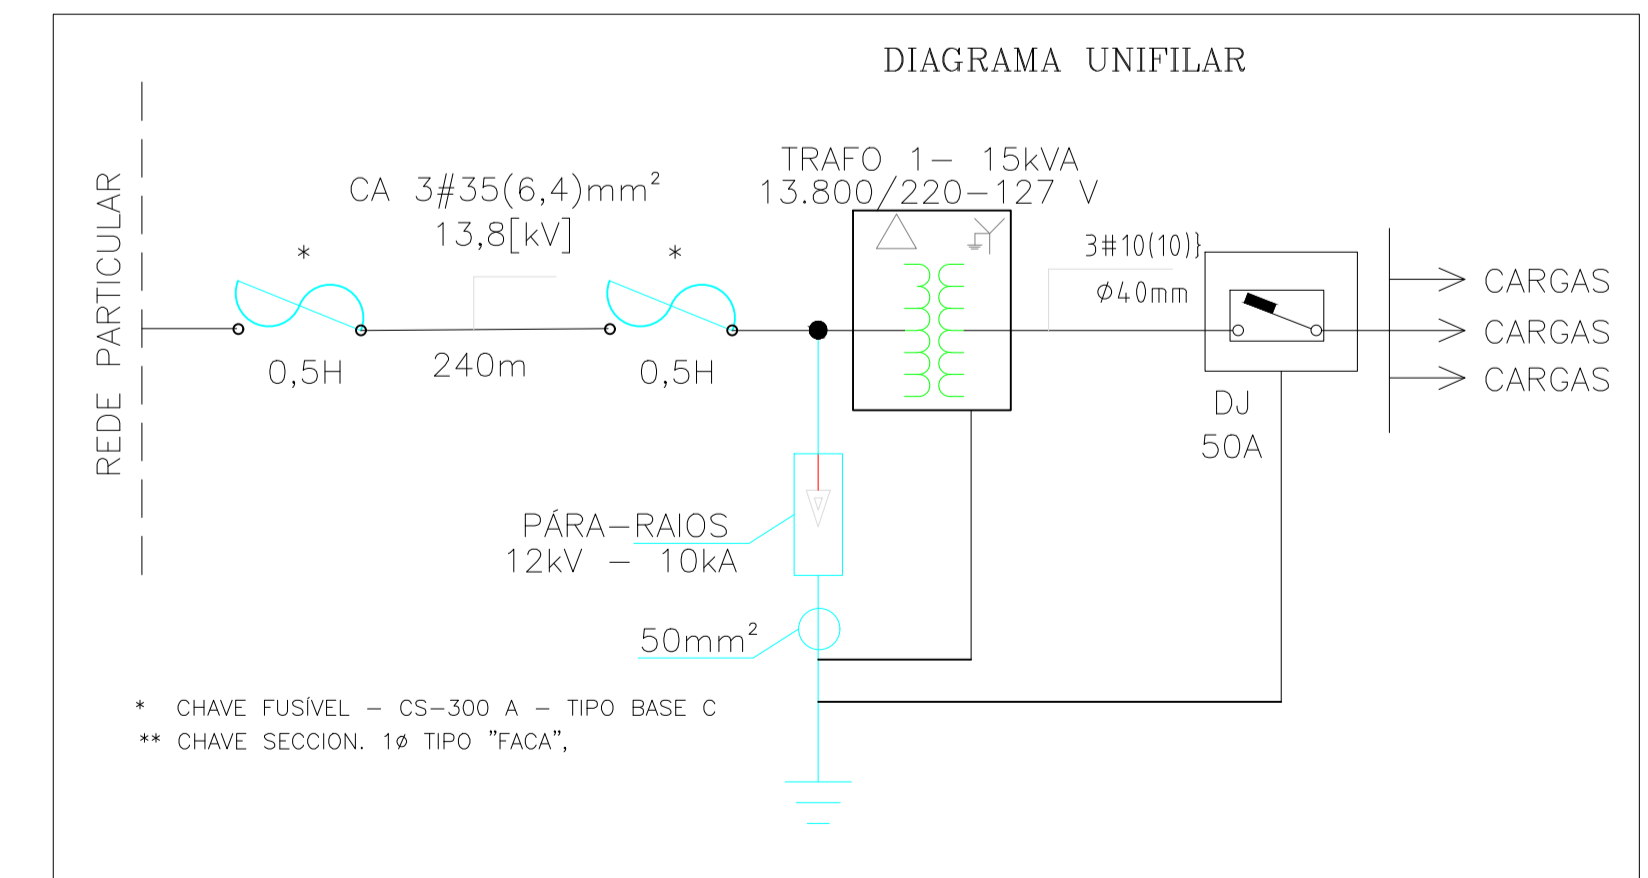 DIAGRAMA UNIFILAR
REDE PARTICULAR
CA 3#35(6,4)mm²
13,8[kV]
TRAFO 1- 15kVA
13.800/220-127 V
*
*
3#10(10)}
Ø40mm
0,5H
240m
0,5H
CARGAS
CARGAS
CARGAS
DJ
50A
PÁRA-RAIOS
12kV - 10kA
50mm²
* CHAVE FUSÍVEL - CS-300 A - TIPO BASE C
** CHAVE SECCION. 1ø TIPO "FACA",